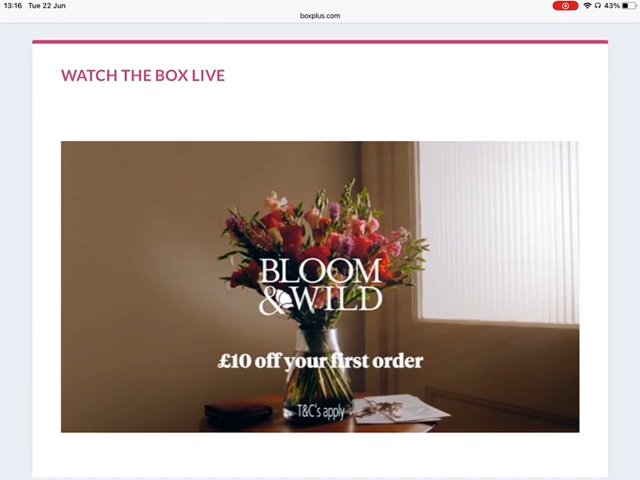 13:16 Tue 22 Jun 43%
boxplus.com
WATCH THE BOX LIVE
BLOOM
&WILD
£10 off your first order
T&C's apply